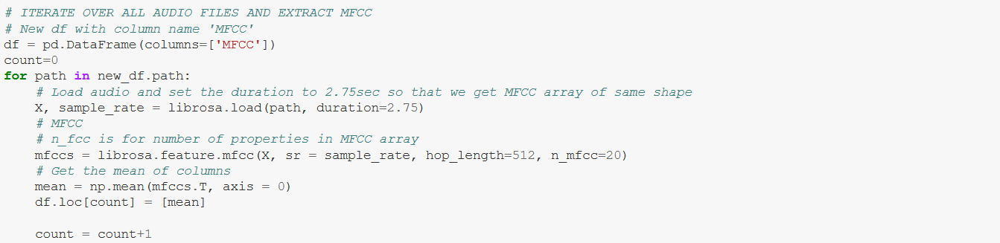 # ITERATE OVER ALL AUDIO FILES AND EXTRACT MFCC
# New df with column name 'MFCC'
df = pd.DataFrame(columns=['MFCC'])
count=0
for path in new_df.path:
    # Load audio and set the duration to 2.75sec so that we get MFCC array of same shape
    X, sample_rate = librosa.load(path, duration=2.75)
    # MFCC
    # n_fcc is for number of properties in MFCC array
    mfccs = librosa.feature.mfcc(X, sr = sample_rate, hop_length=512, n_mfcc=20)
    # Get the mean of columns
    mean = np.mean(mfccs.T, axis = 0)
    df.loc[count] = [mean]
    count = count+1